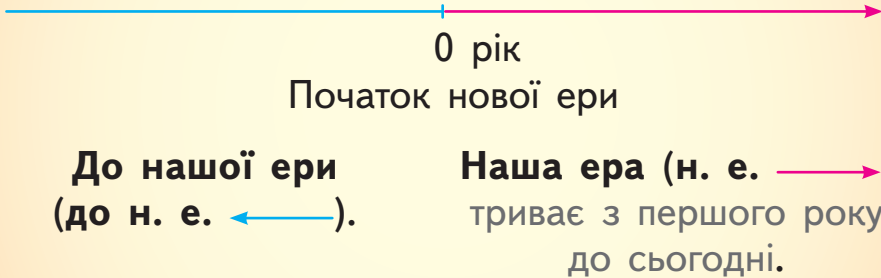 0 рік
Початок нової ери
До нашої ери
(до н. е. ).
Наша ера (н. е.
триває з першого року
до сьогодні.